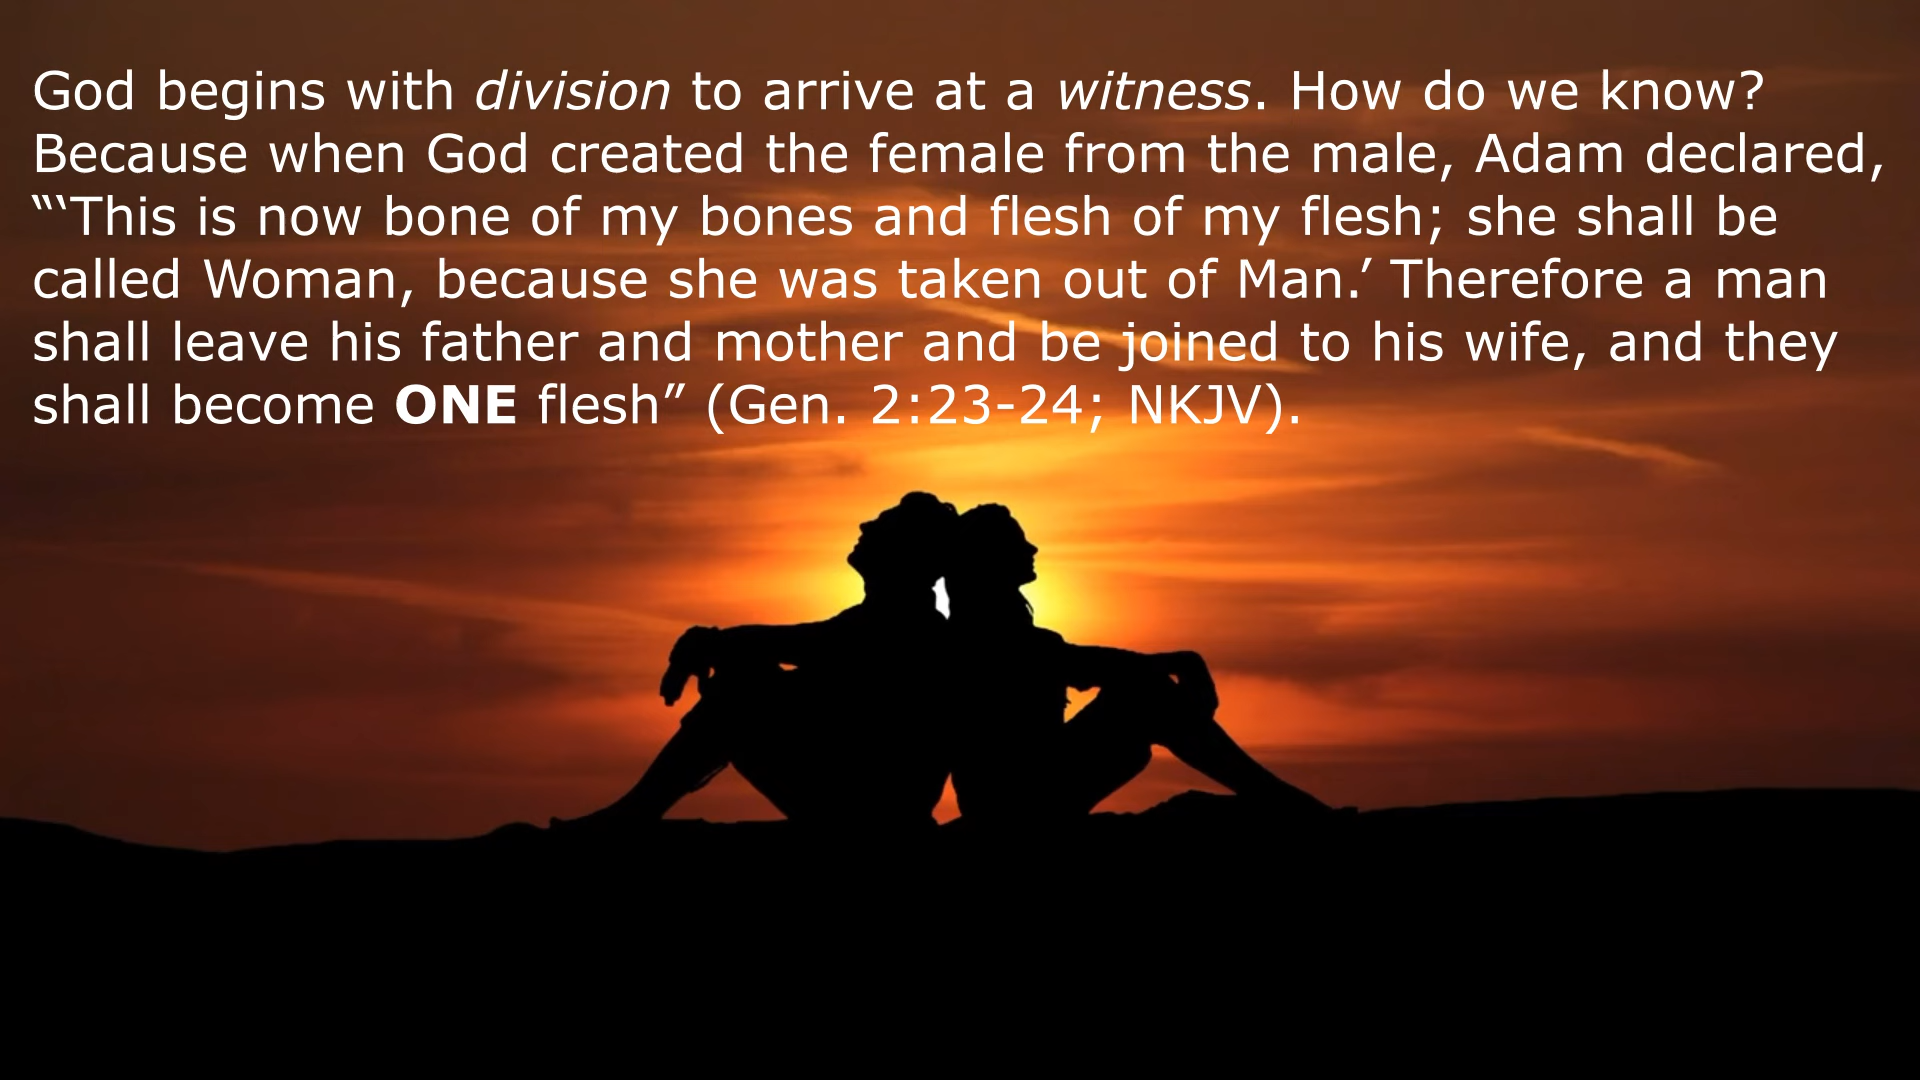 God begins with division to arrive at a witness. How do we know?
Because when God created the female from the male, Adam declared,
“‘This is now bone of my bones and flesh of my flesh; she shall be
called Woman, because she was taken out of Man.’ Therefore a man
shall leave his father and mother and be joined to his wife, and they
shall become ONE flesh” (Gen. 2:23-24; NKJV).